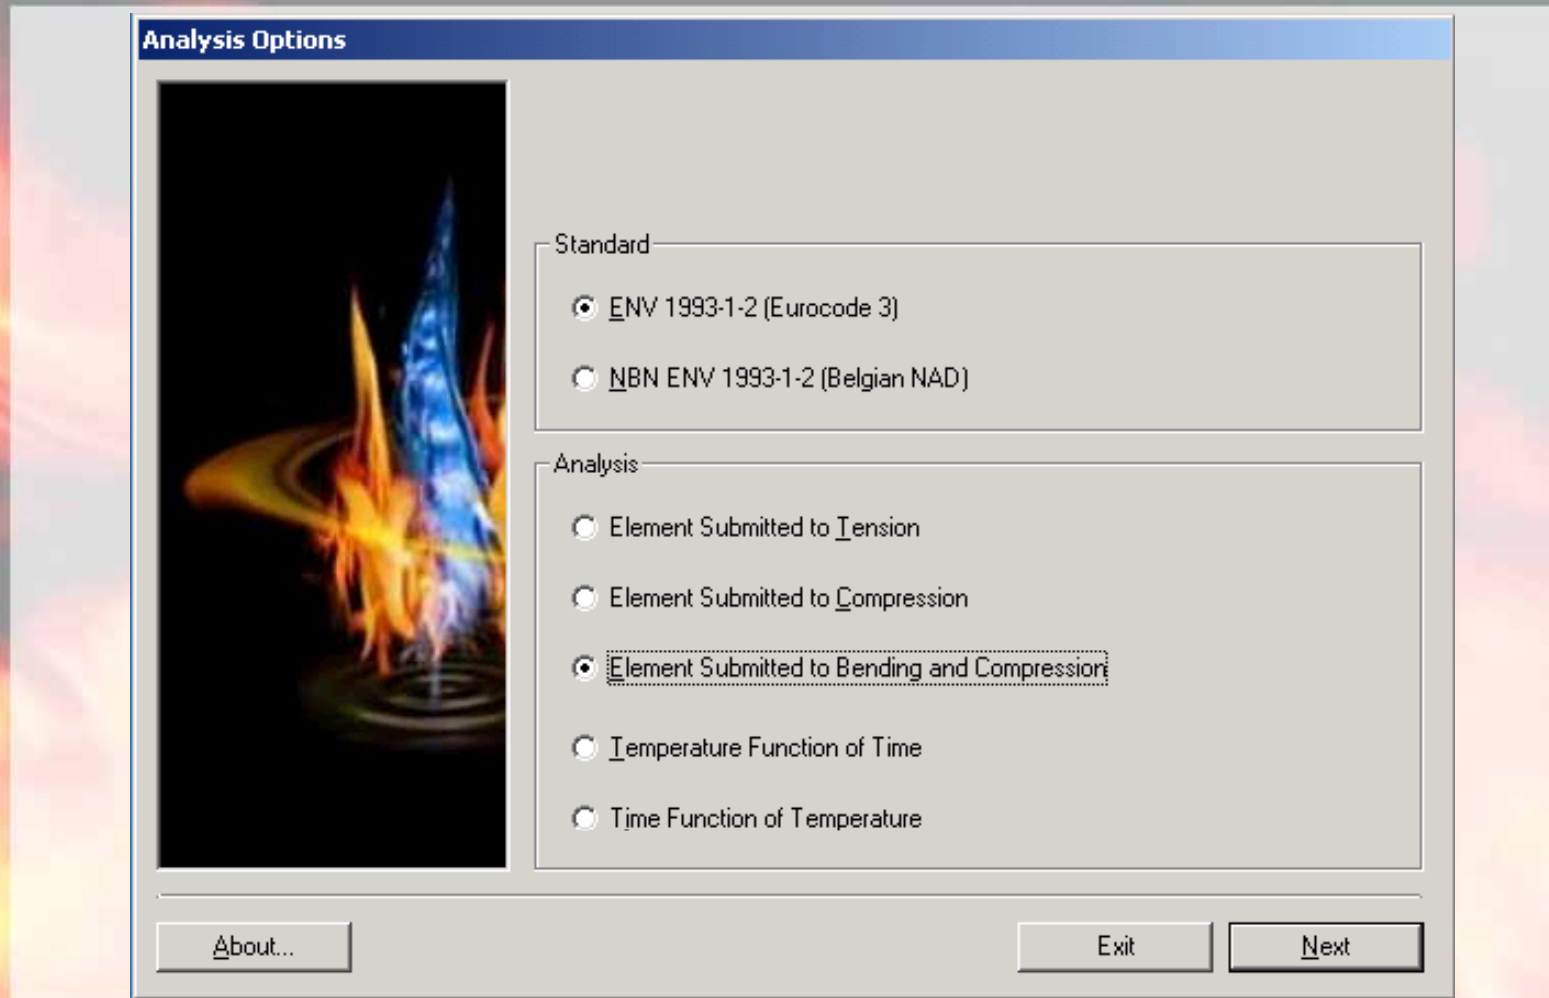 Analysis Options
Standard
ENV 1993-1-2 (Eurocode 3)
NBN ENV 1993-1-2 (Belgian NAD)
Analysis
Element Submitted to Tension
Element Submitted to Compression
Element Submitted to Bending and Compression
Temperature Function of Time
Time Function of Temperature
About...
Exit
Next